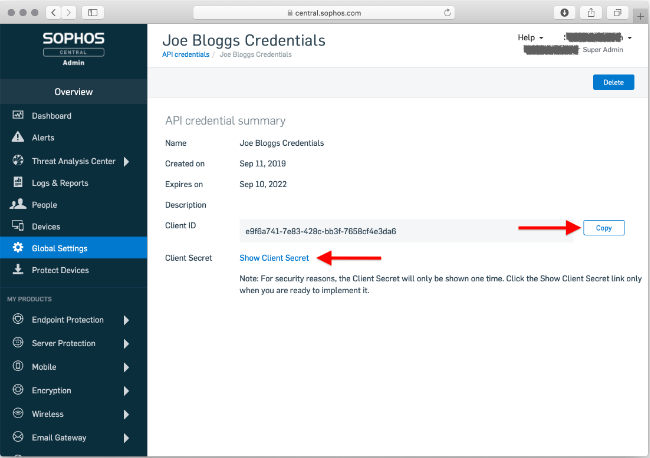 central.sophos.com
SOPHOS
CENTRAL
Admin
Overview
Dashboard
Alerts
Threat Analysis Center
Logs & Reports
People
Devices
Global Settings
Protect Devices
MY PRODUCTS
Endpoint Protection
Server Protection
Mobile
Encryption
Wireless
Email Gateway
Joe Bloggs Credentials
API credentials / Joe Bloggs Credentials
Help
Super Admin
Delete
API credential summary
Name Joe Bloggs Credentials
Created on Sep 11, 2019
Expires on Sep 10, 2022
Description
Client ID e9f6a741-7e83-428c-bb3f-7658cf4e3da6 Copy
Client Secret Show Client Secret
Note: For security reasons, the Client Secret will only be shown one time. Click the Show Client Secret link only
when you are ready to implement it.